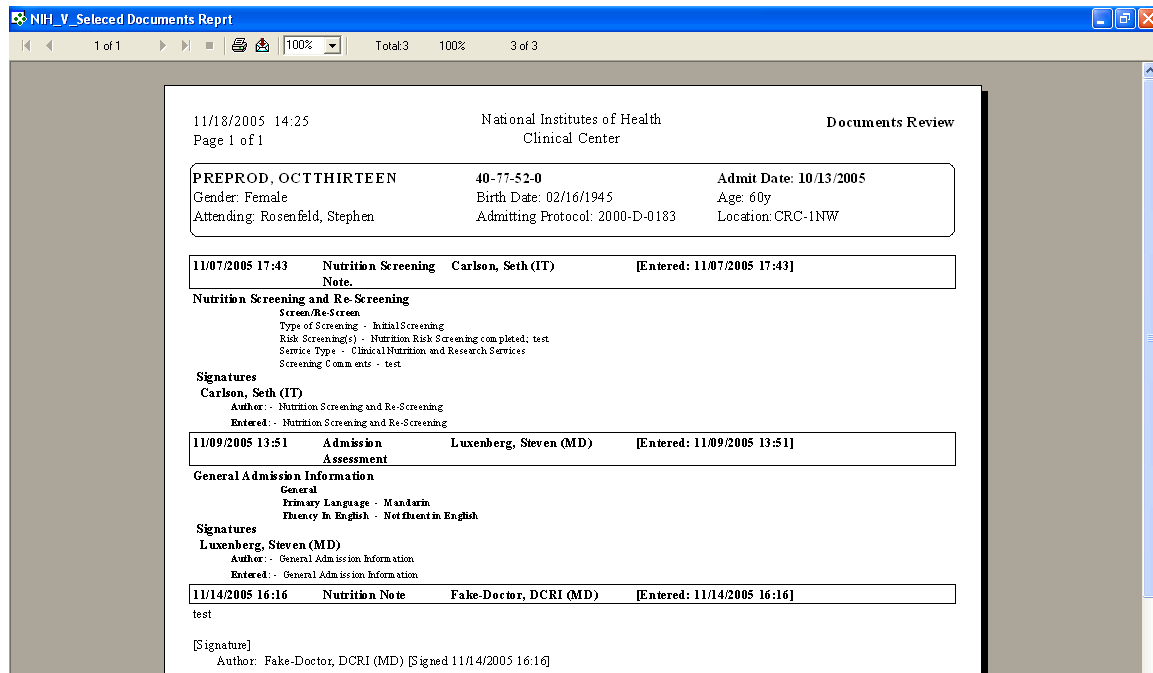 NIH_V_Seleced Documents Reprt
1 of 1 100% Total:3 100% 3 of 3
11/18/2005 14:25 National Institutes of Health Documents Review
Page 1 of 1 Clinical Center
PREPROD, OCTTHIRTEEN 40-77-52-0 Admit Date: 10/13/2005
Gender: Female Birth Date: 02/16/1945 Age: 60y
Attending: Rosenfeld, Stephen Admitting Protocol: 2000-D-0183 Location: CRC-1NW
11/07/2005 17:43 Nutrition Screening Carlson, Seth (IT) [Entered: 11/07/2005 17:43]
Note.
Nutrition Screening and Re-Screening
Screen/Re-Screen
Type of Screening - Initial Screening
Risk Screening(s) - Nutrition Risk Screening completed; test
Service Type - Clinical Nutrition and Research Services
Screening Comments - test
Signatures
Carlson, Seth (IT)
Author: - Nutrition Screening and Re-Screening
Entered: - Nutrition Screening and Re-Screening
11/09/2005 13:51 Admission Luxenberg, Steven (MD) [Entered: 11/09/2005 13:51]
Assessment
General Admission Information
General
Primary Language - Mandarin
Fluency In English - Not fluent in English
Signatures
Luxenberg, Steven (MD)
Author: - General Admission Information
Entered: - General Admission Information
11/14/2005 16:16 Nutrition Note Fake-Doctor, DCRI (MD) [Entered: 11/14/2005 16:16]
test
[Signature]
Author: Fake-Doctor, DCRI (MD) [Signed 11/14/2005 16:16]